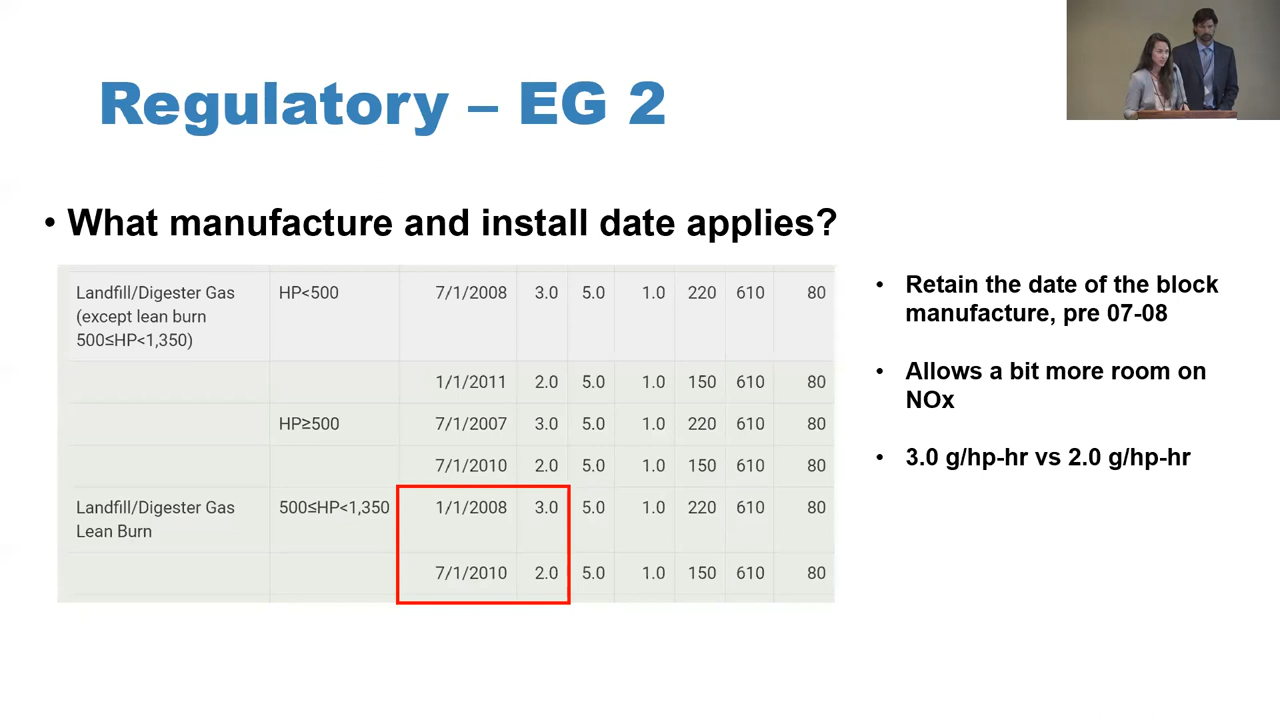 Regulatory – EG 2
• What manufacture and install date applies?
Landfill/Digester Gas HP<500 7/1/2008 3.0 5.0 1.0 220 610 80
(except lean burn
500≤HP<1,350)
1/1/2011 2.0 5.0 1.0 150 610 80
HP≥500 7/1/2007 3.0 5.0 1.0 220 610 80
7/1/2010 2.0 5.0 1.0 150 610 80
Landfill/Digester Gas 500≤HP<1,350 1/1/2008 3.0 5.0 1.0 220 610 80
Lean Burn
7/1/2010 2.0 5.0 1.0 150 610 80
• Retain the date of the block
manufacture, pre 07-08
• Allows a bit more room on
NOx
• 3.0 g/hp-hr vs 2.0 g/hp-hr